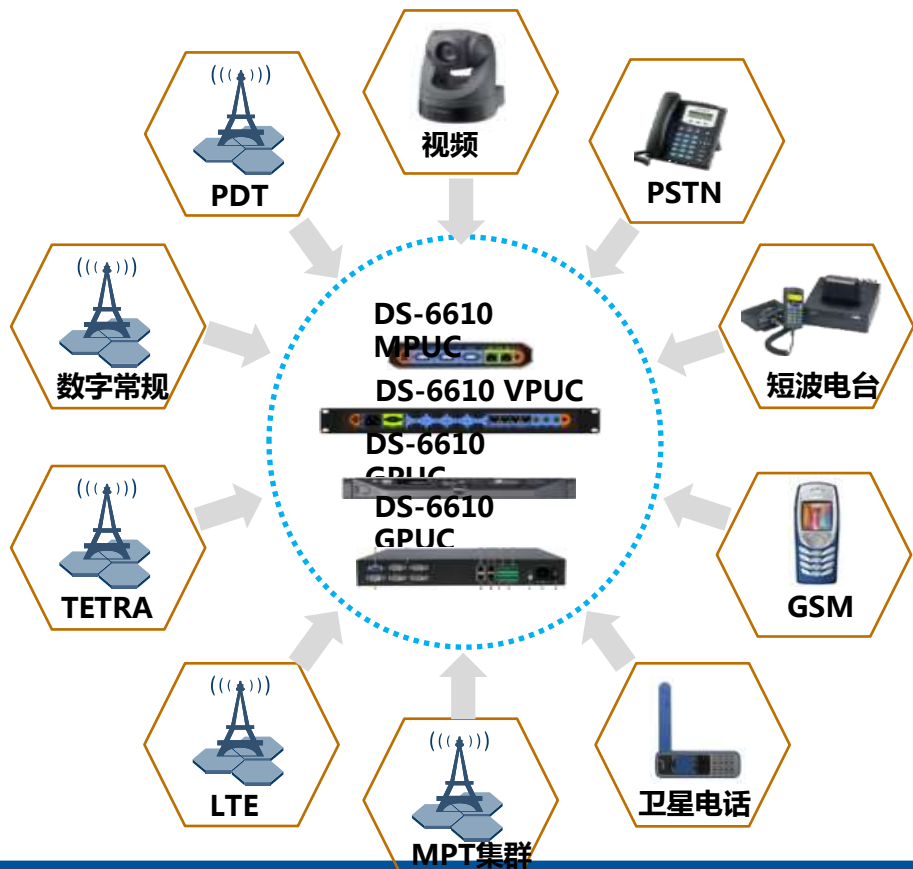 视频
PDT
PSTN
数字常规
短波电台
DS-6610
MPUC
DS-6610 VPUC
DS-6610
GPUC
DS-6610
GPUC
TETRA
GSM
LTE
卫星电话
MPT集群